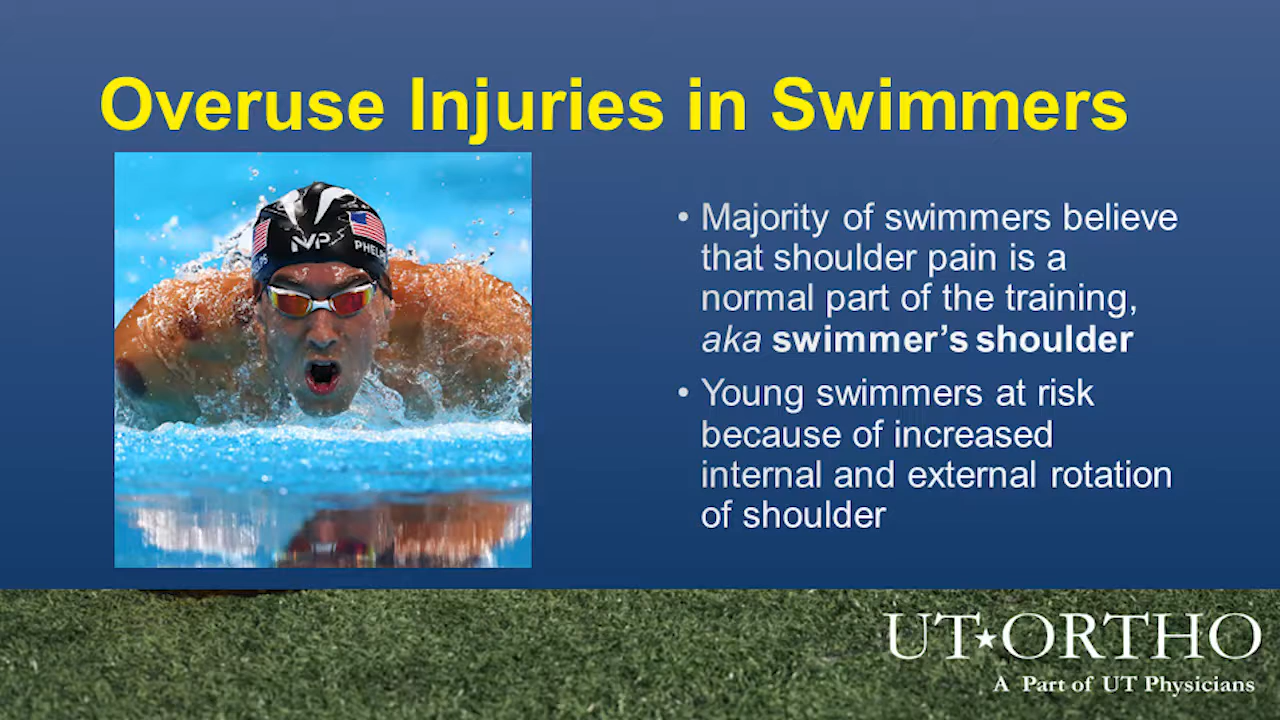 Overuse Injuries in Swimmers
MVP
PHEL
• Majority of swimmers believe
that shoulder pain is a
normal part of the training,
aka swimmer's shoulder
• Young swimmers at risk
because of increased
internal and external rotation
of shoulder
UT★ORTHO
A Part of UT Physicians